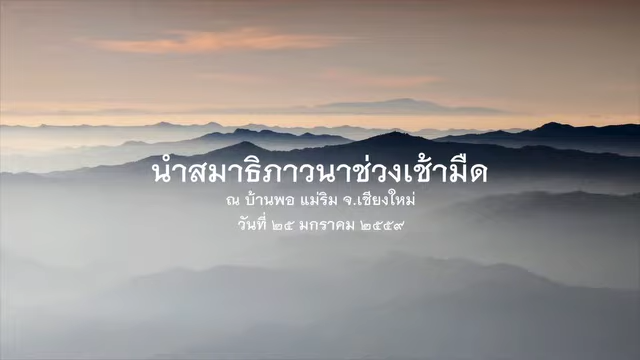 นำสมาธิภาวนาช่วงเช้ามืด
ณ บ้านพอ แม่ริม จ.เชียงใหม่
วันที่ ๒๕ มกราคม ๒๕๕๙